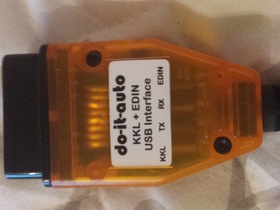 do-it-auto
KKL + EDIN
USB Interface
KKL TX RX EDIN